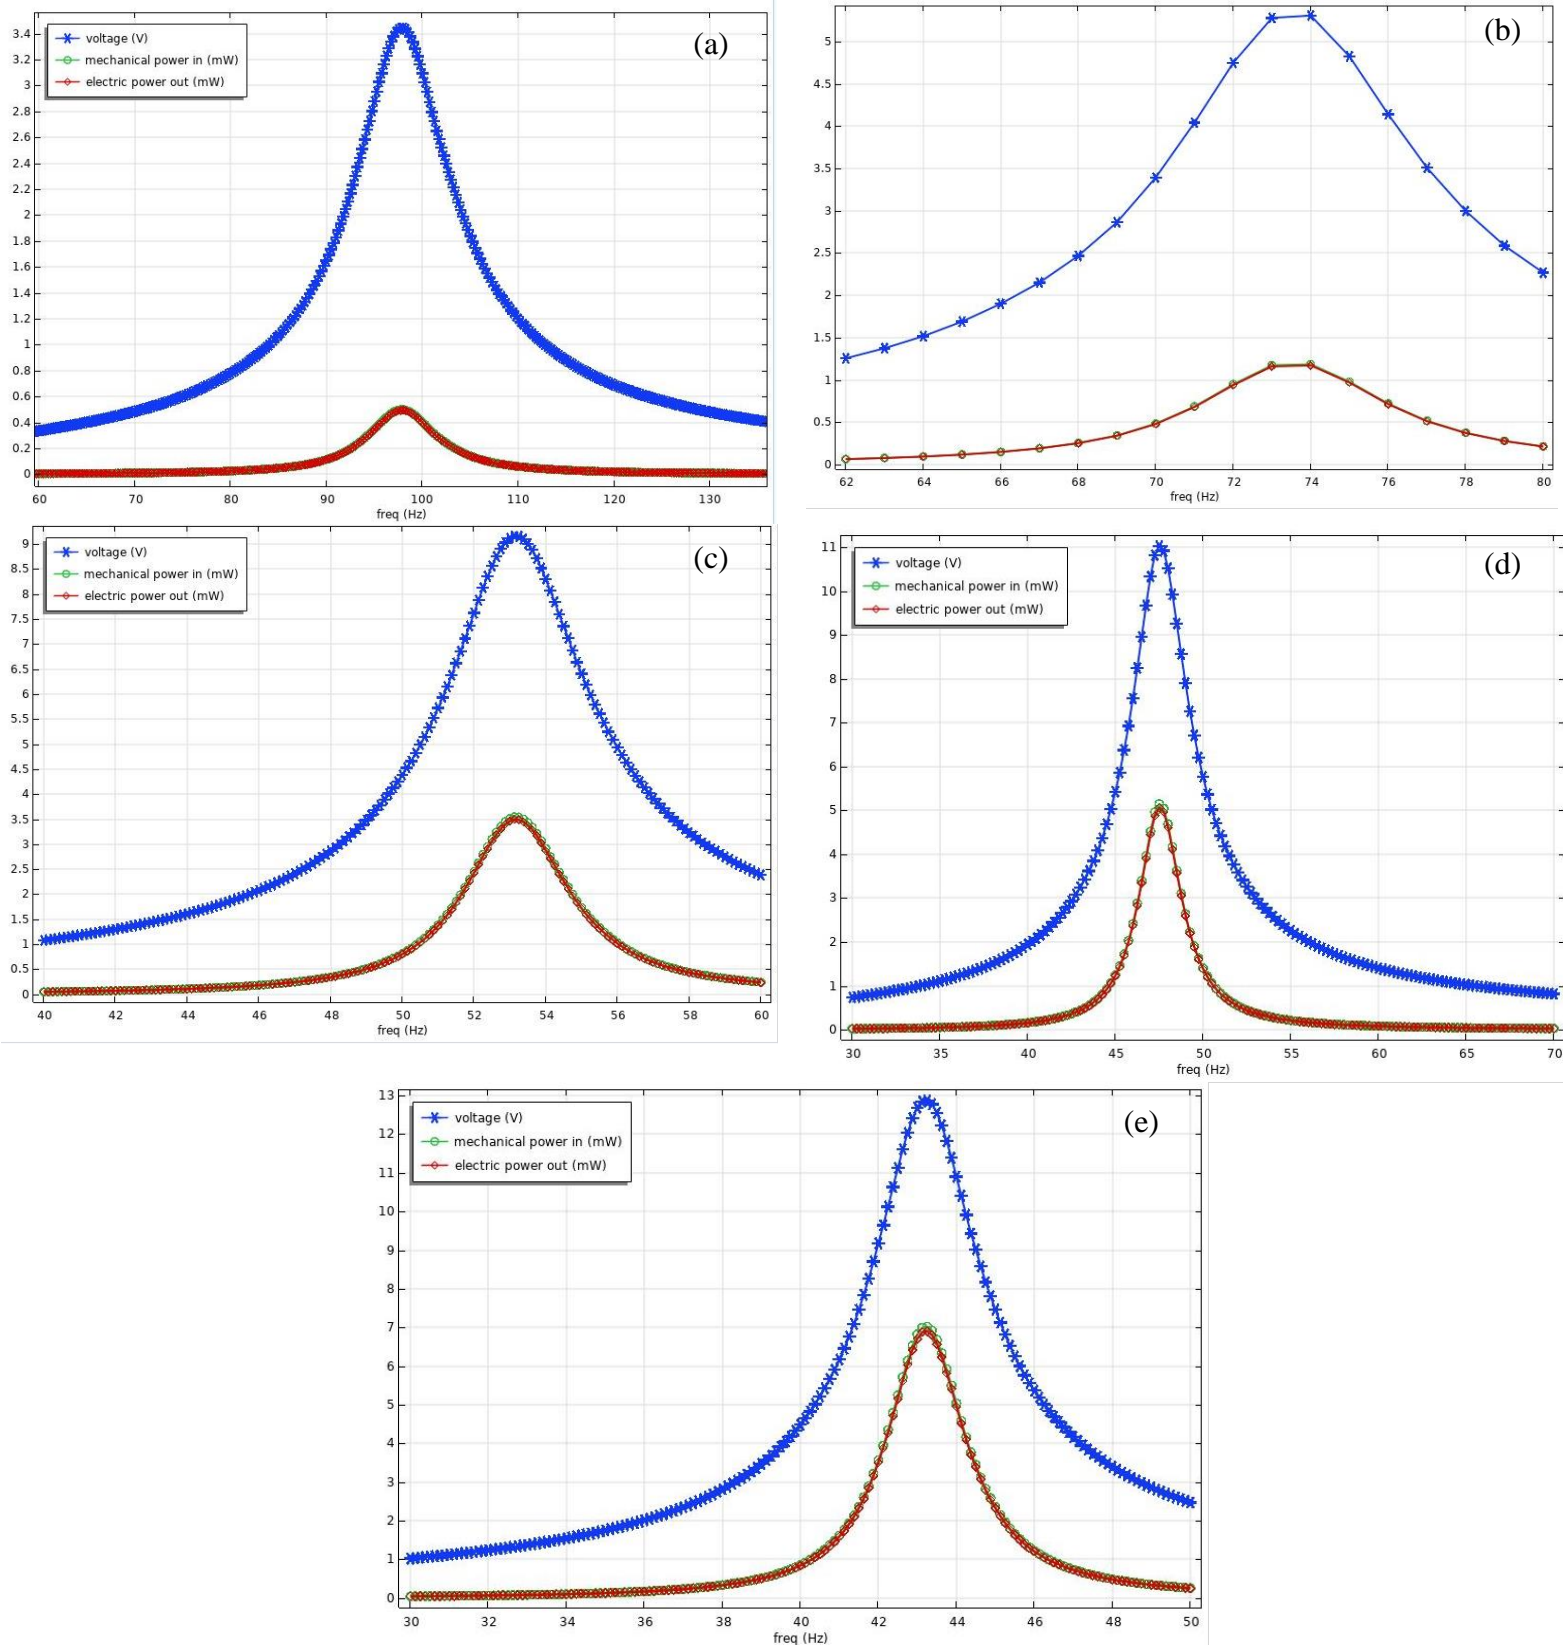 (a)
voltage (V)
mechanical power in (mW)
electric power out (mW)
3.4
3.2
3
2.8
2.6
2.4
2.2
2
1.8
1.6
1.4
1.2
1
0.8
0.6
0.4
0.2
0
60 70 80 90 100 110 120 130
freq (Hz)
(b)
5
4.5
4
3.5
3
2.5
2
1.5
1
0.5
0
62 64 66 68 70 72 74 76 78 80
freq (Hz)
(c)
voltage (V)
mechanical power in (mW)
electric power out (mW)
9
8.5
8
7.5
7
6.5
6
5.5
5
4.5
4
3.5
3
2.5
2
1.5
1
0.5
0
40 42 44 46 48 50 52 54 56 58 60
freq (Hz)
(d)
voltage (V)
mechanical power in (mW)
electric power out (mW)
11
10
9
8
7
6
5
4
3
2
1
0
30 35 40 45 50 55 60 65 70
freq (Hz)
(e)
voltage (V)
mechanical power in (mW)
electric power out (mW)
13
12
11
10
9
8
7
6
5
4
3
2
1
0
30 32 34 36 38 40 42 44 46 48 50
freq (Hz)